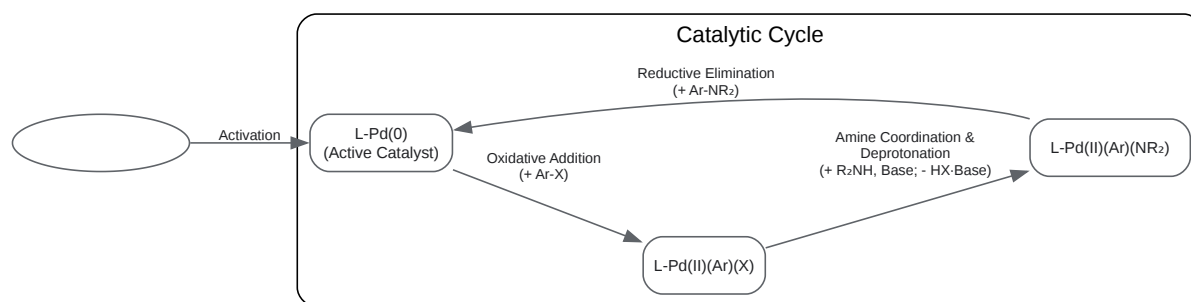 Catalytic Cycle
Reductive Elimination
(+ Ar-NR₂)
Activation
L-Pd(0)
(Active Catalyst)
Oxidative Addition
(+ Ar-X)
Amine Coordination &
Deprotonation
(+ R₂NH, Base; - HX·Base)
L-Pd(II)(Ar)(NR₂)
L-Pd(II)(Ar)(X)